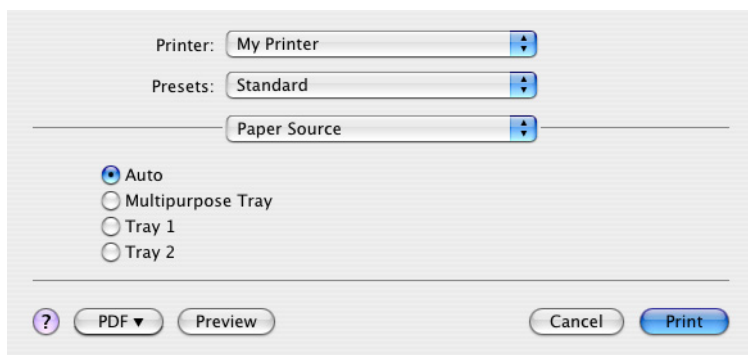 Printer: My Printer
Presets: Standard
Paper Source
Auto
Multipurpose Tray
Tray 1
Tray 2
? PDF ▼ Preview Cancel Print